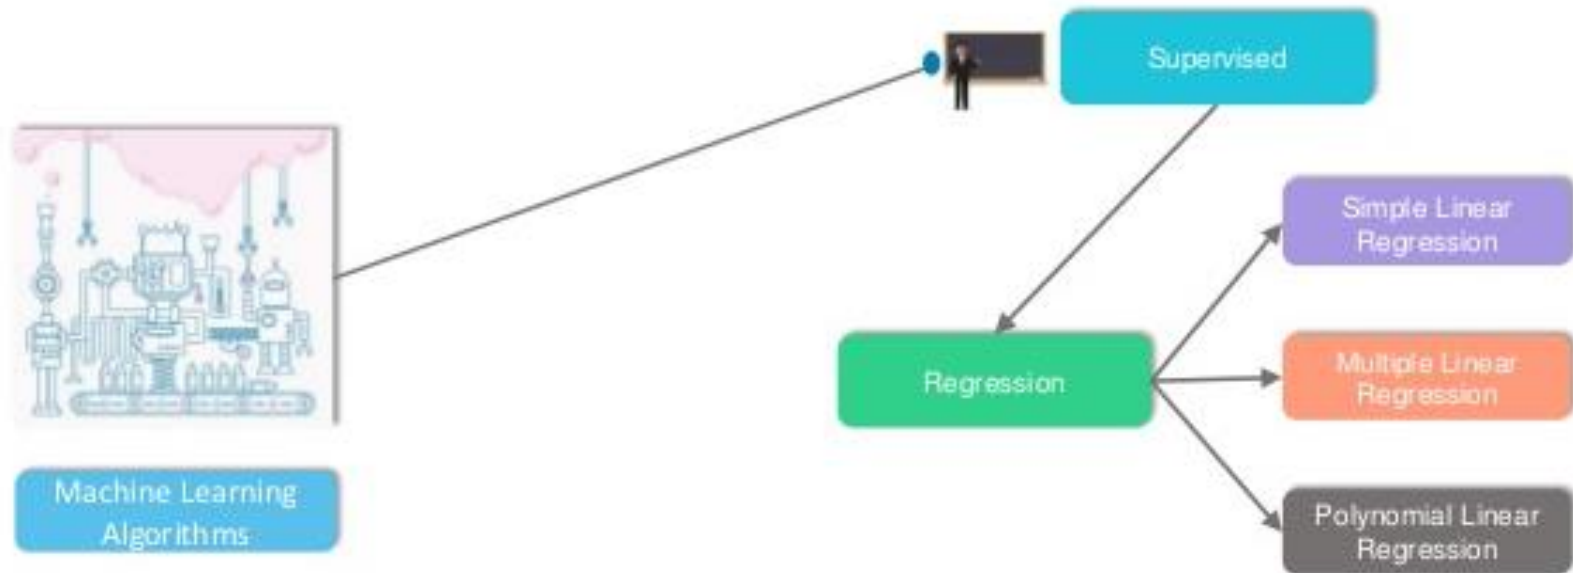 Supervised
Simple Linear
Regression
Regression
Multiple Linear
Regression
Machine Learning
Algorithms
Polynomial Linear
Regression